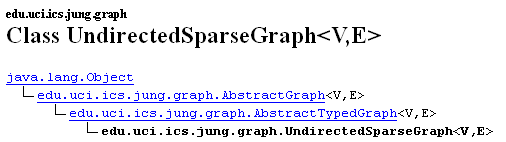 edu.uci.ics.jung.graph
Class UndirectedSparseGraph<V,E>
java.lang.Object
edu.uci.ics.jung.graph.AbstractGraph<V,E>
edu.uci.ics.jung.graph.AbstractTypedGraph<V,E>
edu.uci.ics.jung.graph.UndirectedSparseGraph<V,E>